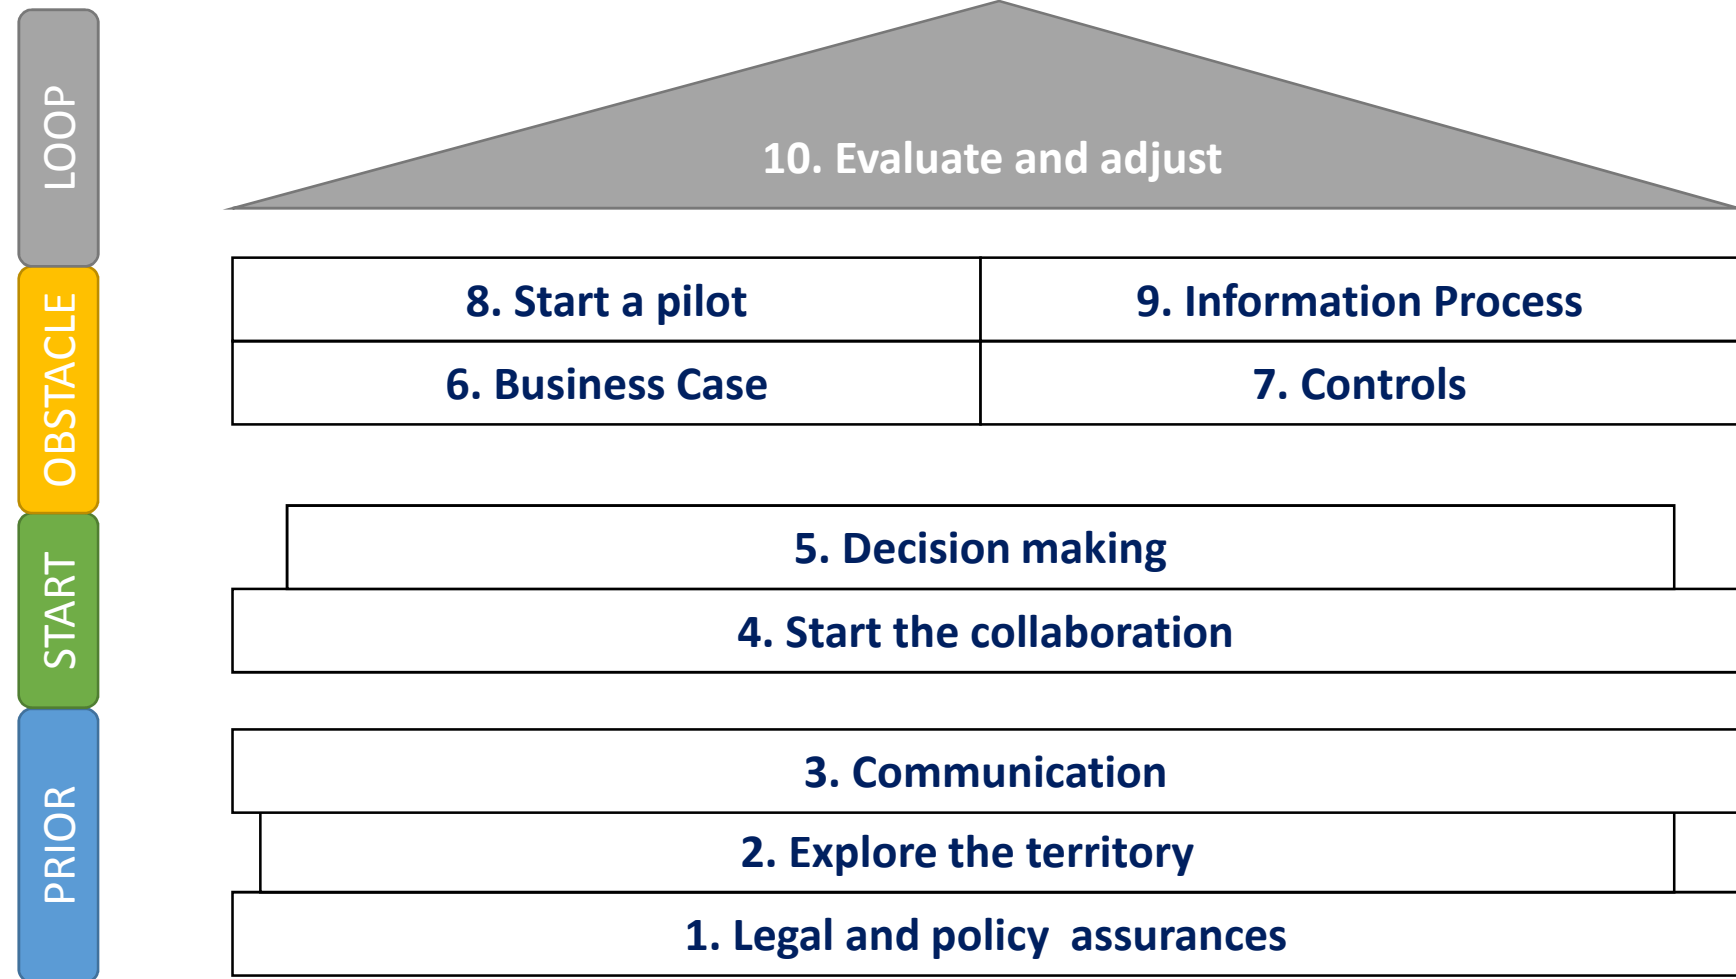 LOOP
10. Evaluate and adjust
OBSTACLE
8. Start a pilot
9. Information Process
6. Business Case
7. Controls
START
5. Decision making
4. Start the collaboration
PRIOR
3. Communication
2. Explore the territory
1. Legal and policy  assurances